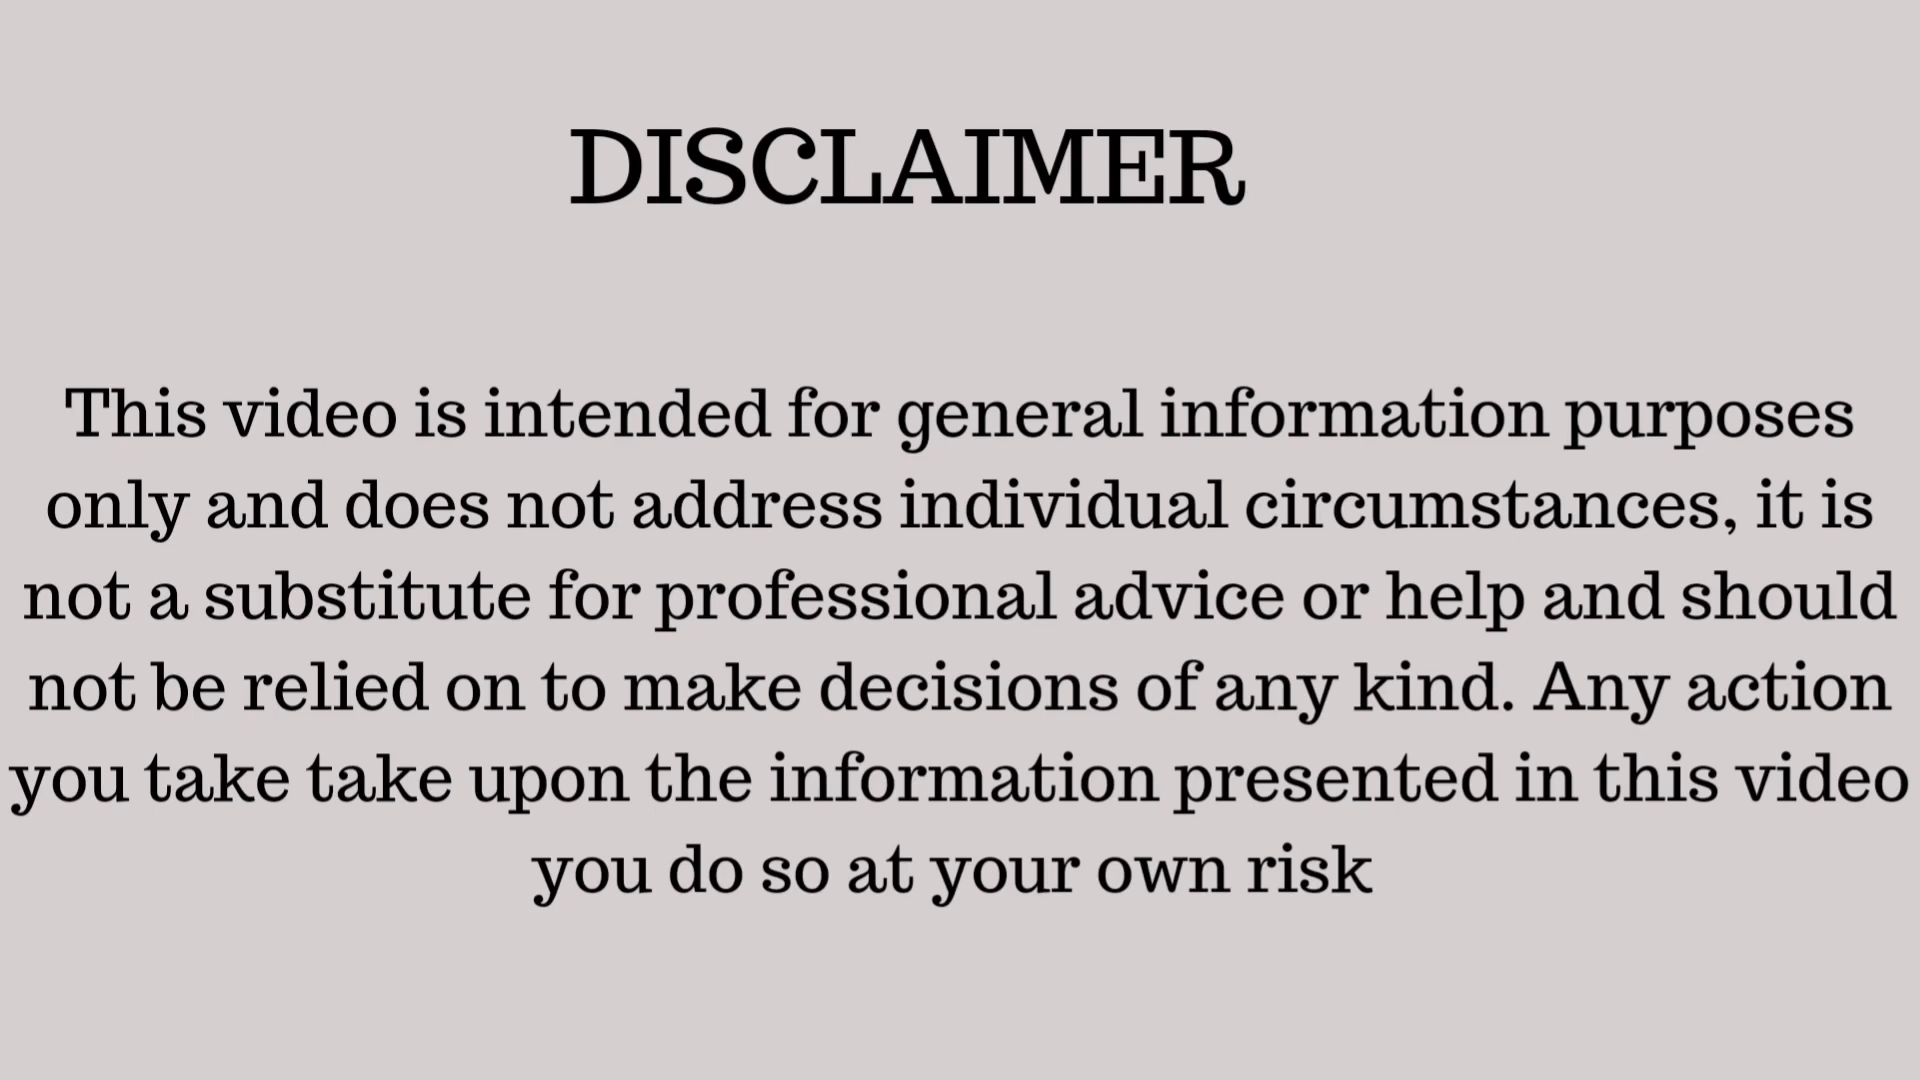 DISCLAIMER
This video is intended for general information purposes
only and does not address individual circumstances, it is
not a substitute for professional advice or help and should
not be relied on to make decisions of any kind. Any action
you take take upon the information presented in this video
you do so at your own risk